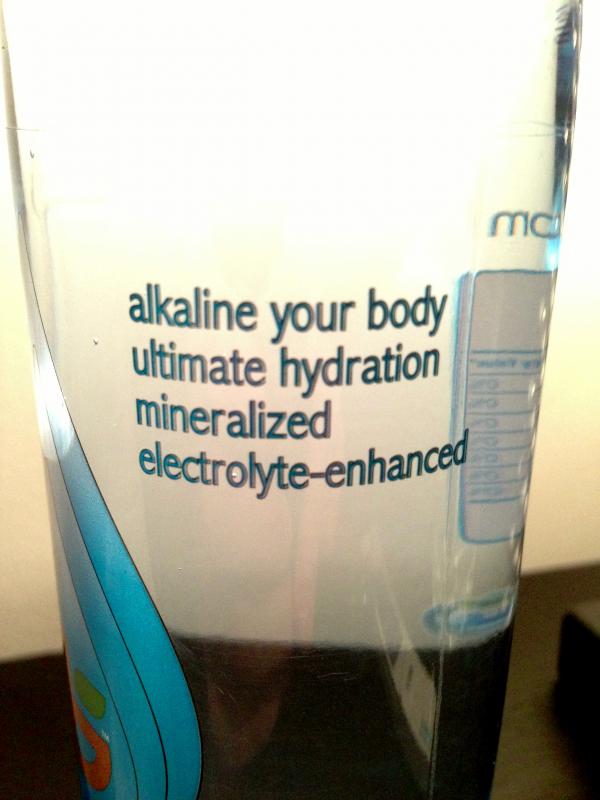 alkaline your body
ultimate hydration
mineralized
electrolyte-enhanced